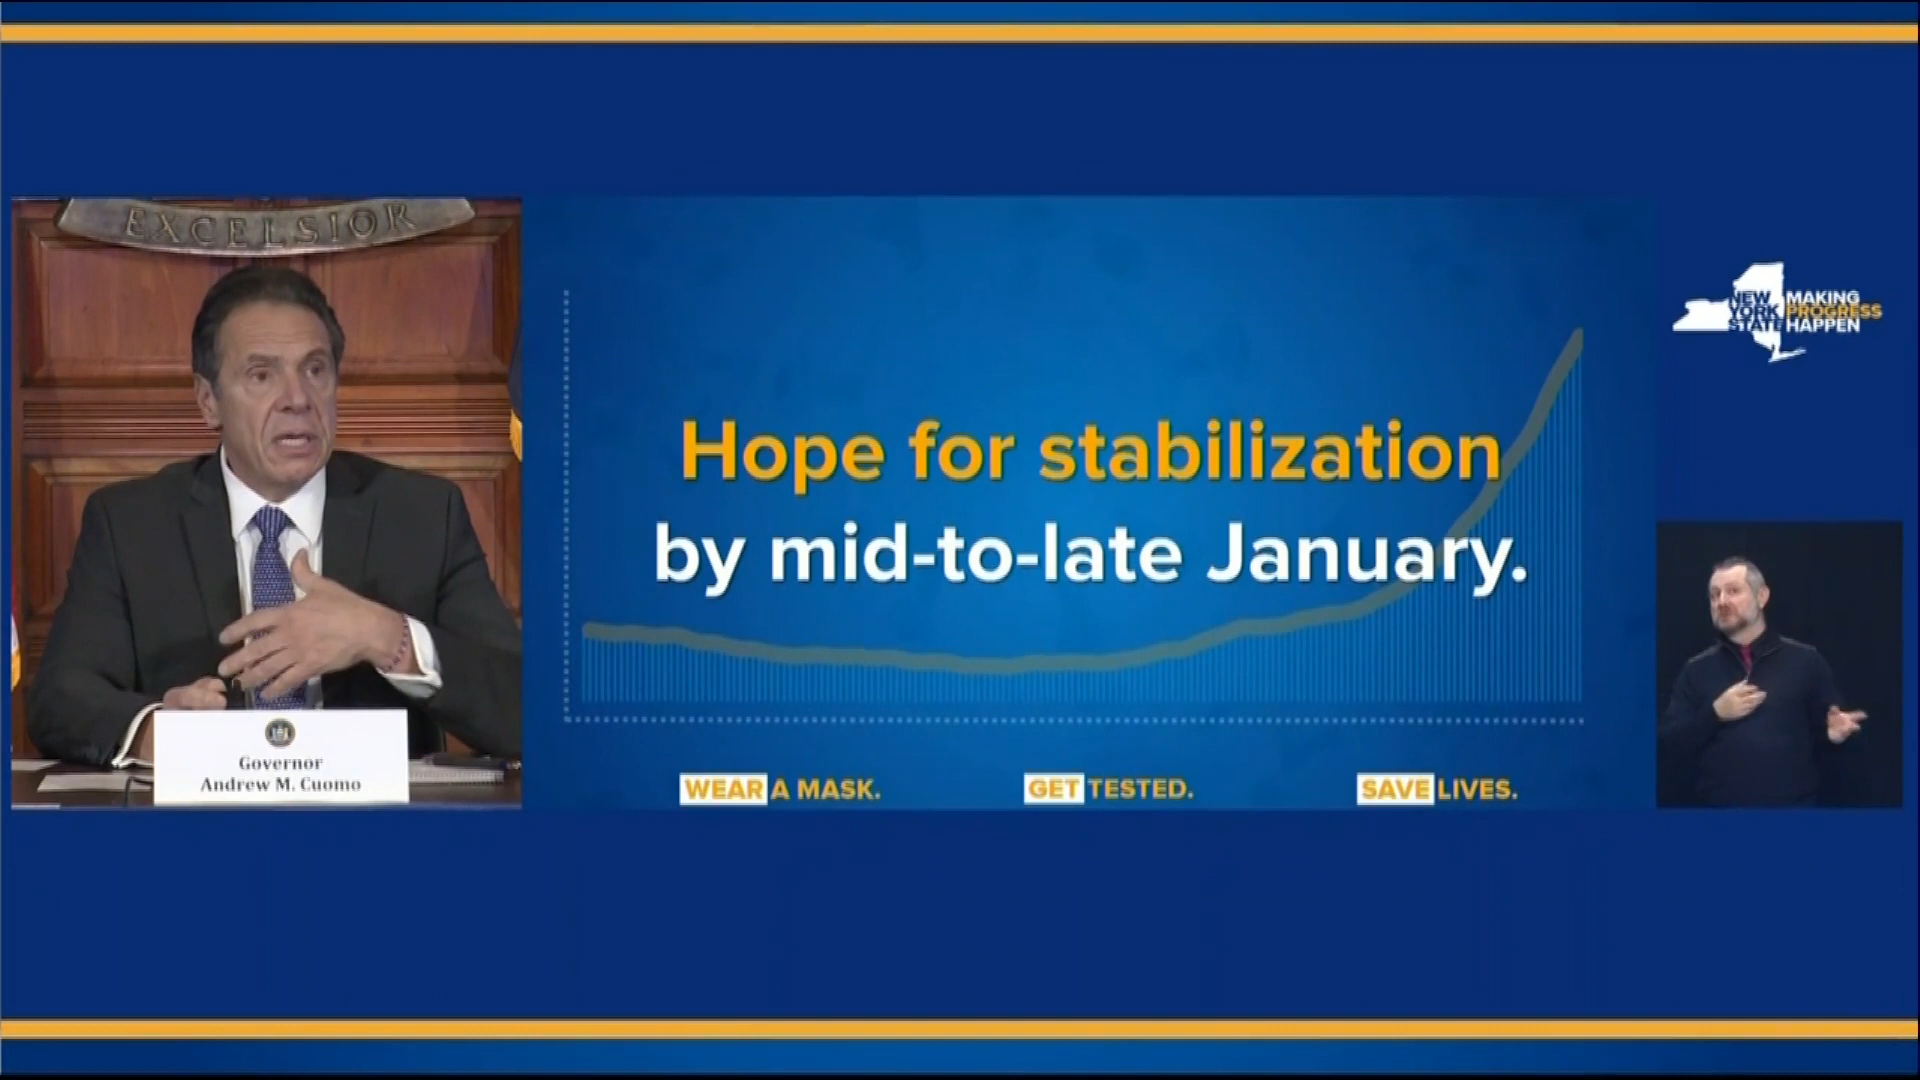 EXCELSIOR
Governor
Andrew M. Cuomo
Hope for stabilization
by mid-to-late January.
WEAR A MASK.
GET TESTED.
SAVE LIVES.
NEW
YORK
STATE
MAKING
PROGRESS
HAPPEN